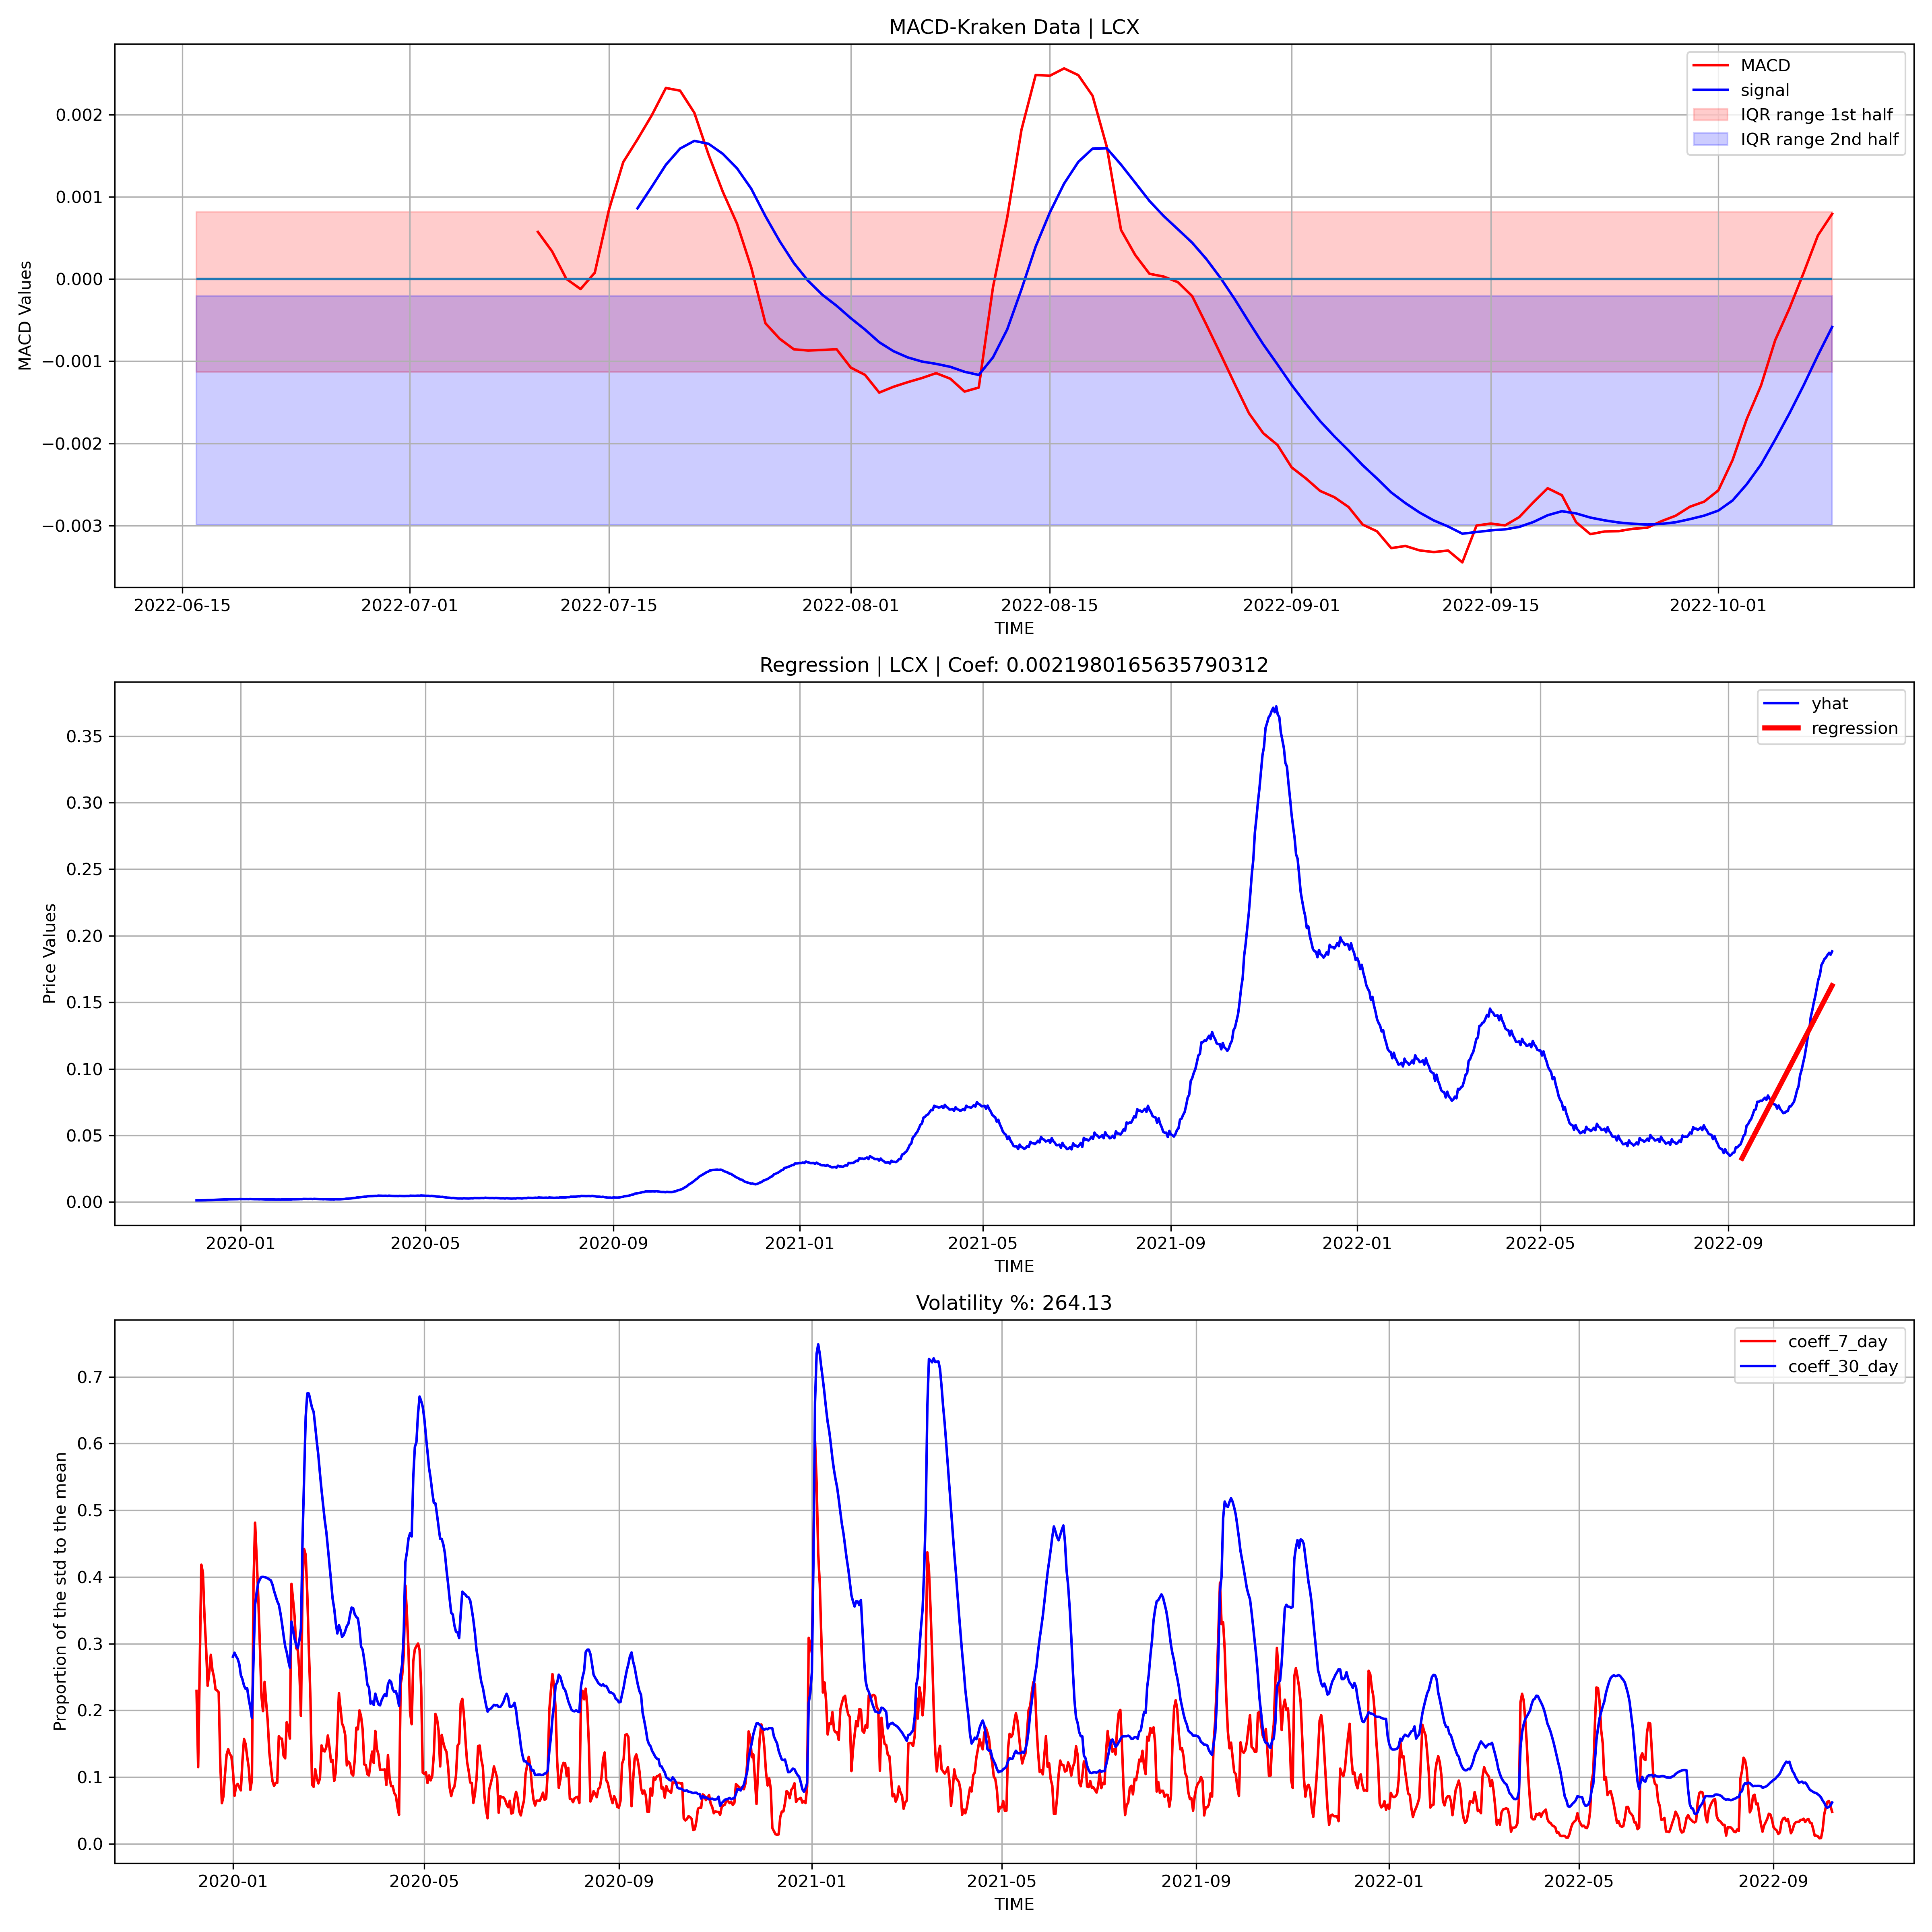 MACD-Kraken Data | LCX
MACD
signal
IQR range 1st half
IQR range 2nd half
MACD Values
0.002
0.001
0.000
−0.001
−0.002
−0.003
2022-06-15 2022-07-01 2022-07-15 2022-08-01 2022-08-15 2022-09-01 2022-09-15 2022-10-01
TIME
Regression | LCX | Coef: 0.0021980165635790312
yhat
regression
Price Values
0.35
0.30
0.25
0.20
0.15
0.10
0.05
0.00
2020-01 2020-05 2020-09 2021-01 2021-05 2021-09 2022-01 2022-05 2022-09
TIME
Volatility %: 264.13
coeff_7_day
coeff_30_day
Proportion of the std to the mean
0.7
0.6
0.5
0.4
0.3
0.2
0.1
0.0
2020-01 2020-05 2020-09 2021-01 2021-05 2021-09 2022-01 2022-05 2022-09
TIME